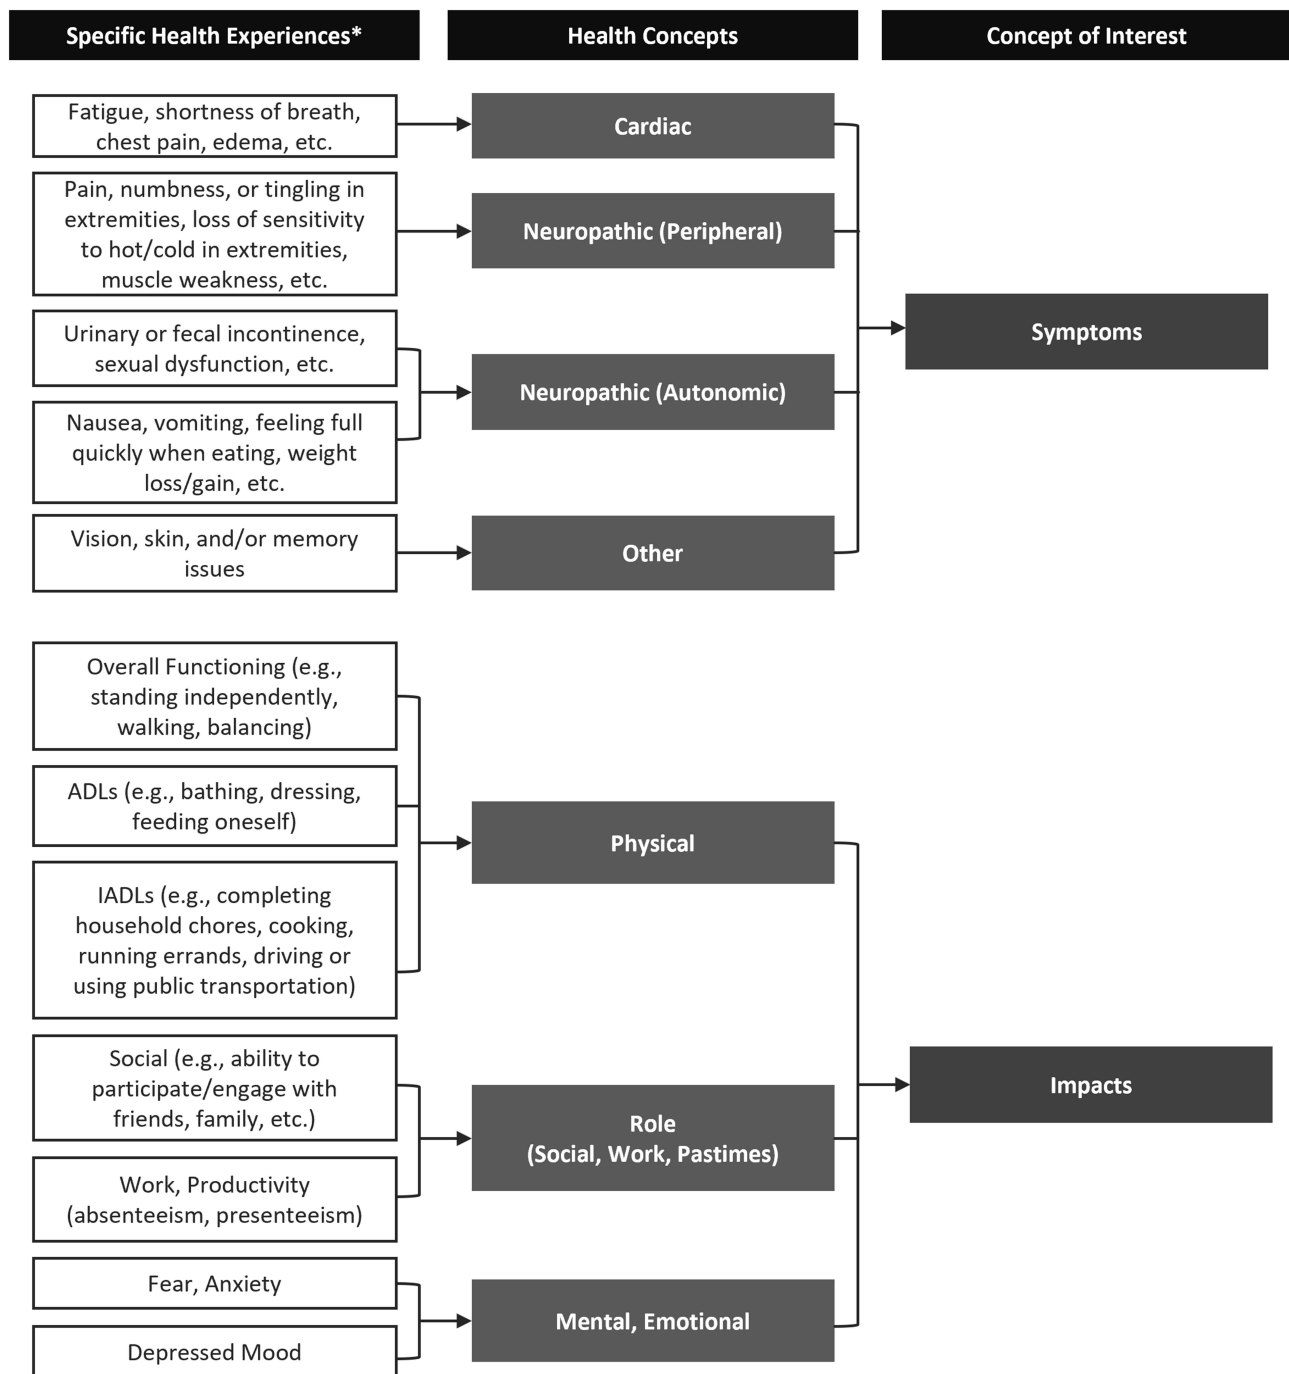 Specific Health Experiences*
Health Concepts
Concept of Interest
Fatigue, shortness of breath,
chest pain, edema, etc.
Cardiac
Pain, numbness, or tingling in
extremities, loss of sensitivity
to hot/cold in extremities,
muscle weakness, etc.
Neuropathic (Peripheral)
Urinary or fecal incontinence,
sexual dysfunction, etc.
Nausea, vomiting, feeling full
quickly when eating, weight
loss/gain, etc.
Neuropathic (Autonomic)
Vision, skin, and/or memory
issues
Other
Symptoms
Overall Functioning (e.g.,
standing independently,
walking, balancing)
ADLs (e.g., bathing, dressing,
feeding oneself)
IADLs (e.g., completing
household chores, cooking,
running errands, driving or
using public transportation)
Physical
Social (e.g., ability to
participate/engage with
friends, family, etc.)
Work, Productivity
(absenteeism, presenteeism)
Role
(Social, Work, Pastimes)
Fear, Anxiety
Depressed Mood
Mental, Emotional
Impacts